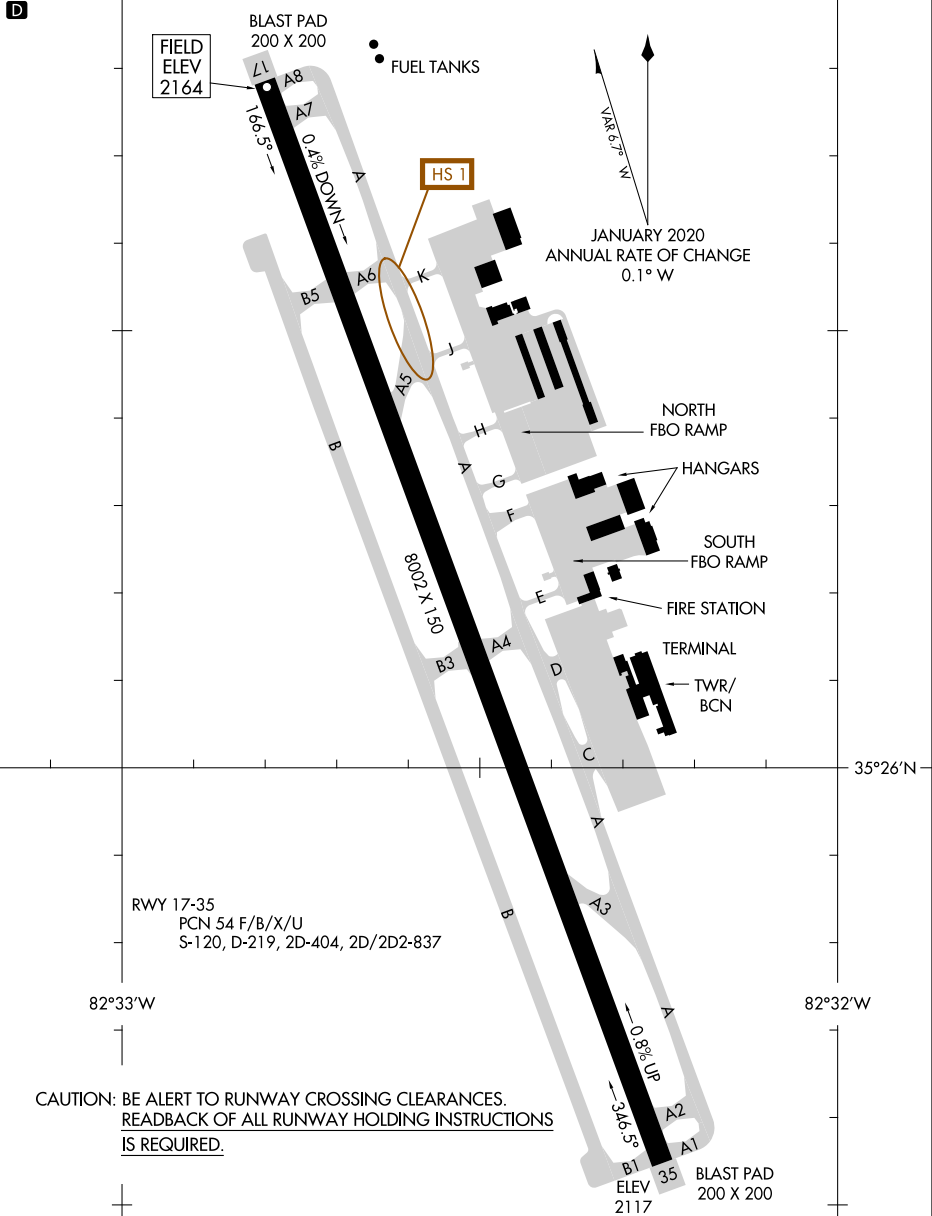 D
BLAST PAD
200 X 200
FIELD
ELEV
2164
17
A8
FUEL TANKS
A7
166.5°
0.4% DOWN
A
VAR 6.7° W
HS 1
JANUARY 2020
ANNUAL RATE OF CHANGE
0.1° W
A6
K
B5
J
A5
NORTH
FBO RAMP
H
B
A
G
HANGARS
F
SOUTH
FBO RAMP
8002 X 150
E
FIRE STATION
A4
TERMINAL
B3
D
TWR/
BCN
C
35°26'N
A
RWY 17-35
PCN 54 F/B/X/U
S-120, D-219, 2D-404, 2D/2D2-837
A3
B
82°33'W
82°32'W
A
0.8% UP
CAUTION: BE ALERT TO RUNWAY CROSSING CLEARANCES.
READBACK OF ALL RUNWAY HOLDING INSTRUCTIONS
IS REQUIRED.
346.5°
A2
A1
B1
35
ELEV
2117
BLAST PAD
200 X 200